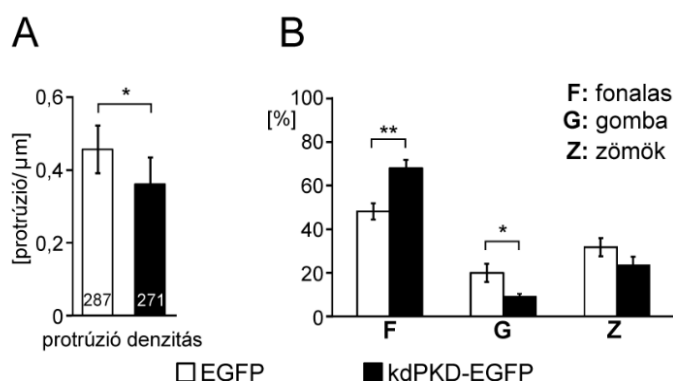 A
[protrúzió/µm]
0,6
0,4
0,2
0
*
287
271
protrúzió denzitás
B
[%]
100
80
60
40
20
0
**
*
F
G
Z
F: fonalas
G: gomba
Z: zömök
EGFP
kdPKD-EGFP